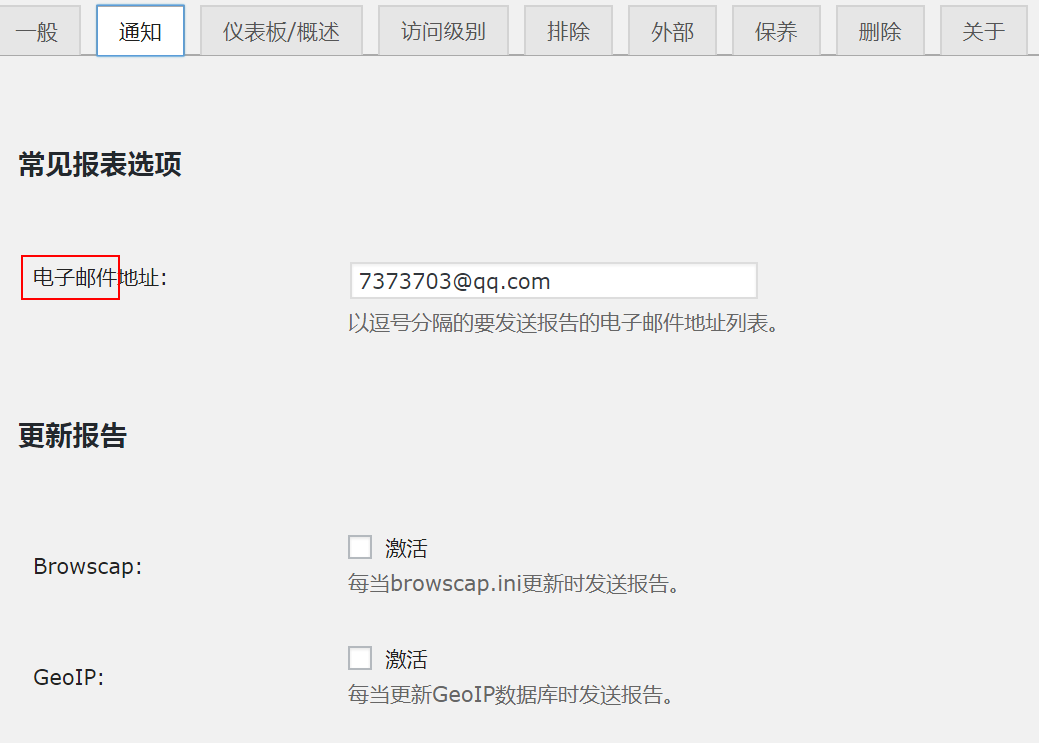 一般 通知 仪表板/概述 访问级别 排除 外部 保养 删除 关于
常见报表选项
电子邮件地址: 7373703@qq.com
以逗号分隔的要发送报告的电子邮件地址列表。
更新报告
Browscap: 激活
每当browscap.ini更新时发送报告。
GeoIP: 激活
每当更新GeoIP数据库时发送报告。